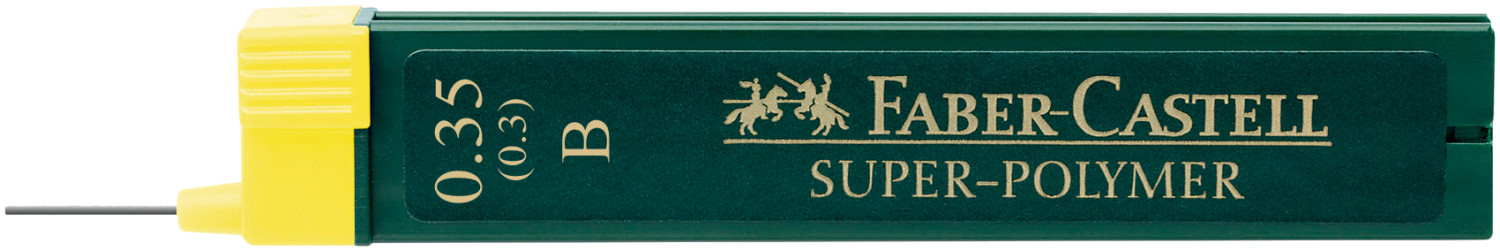 0.35
(0.3)
B
FABER-CASTELL
SUPER-POLYMER